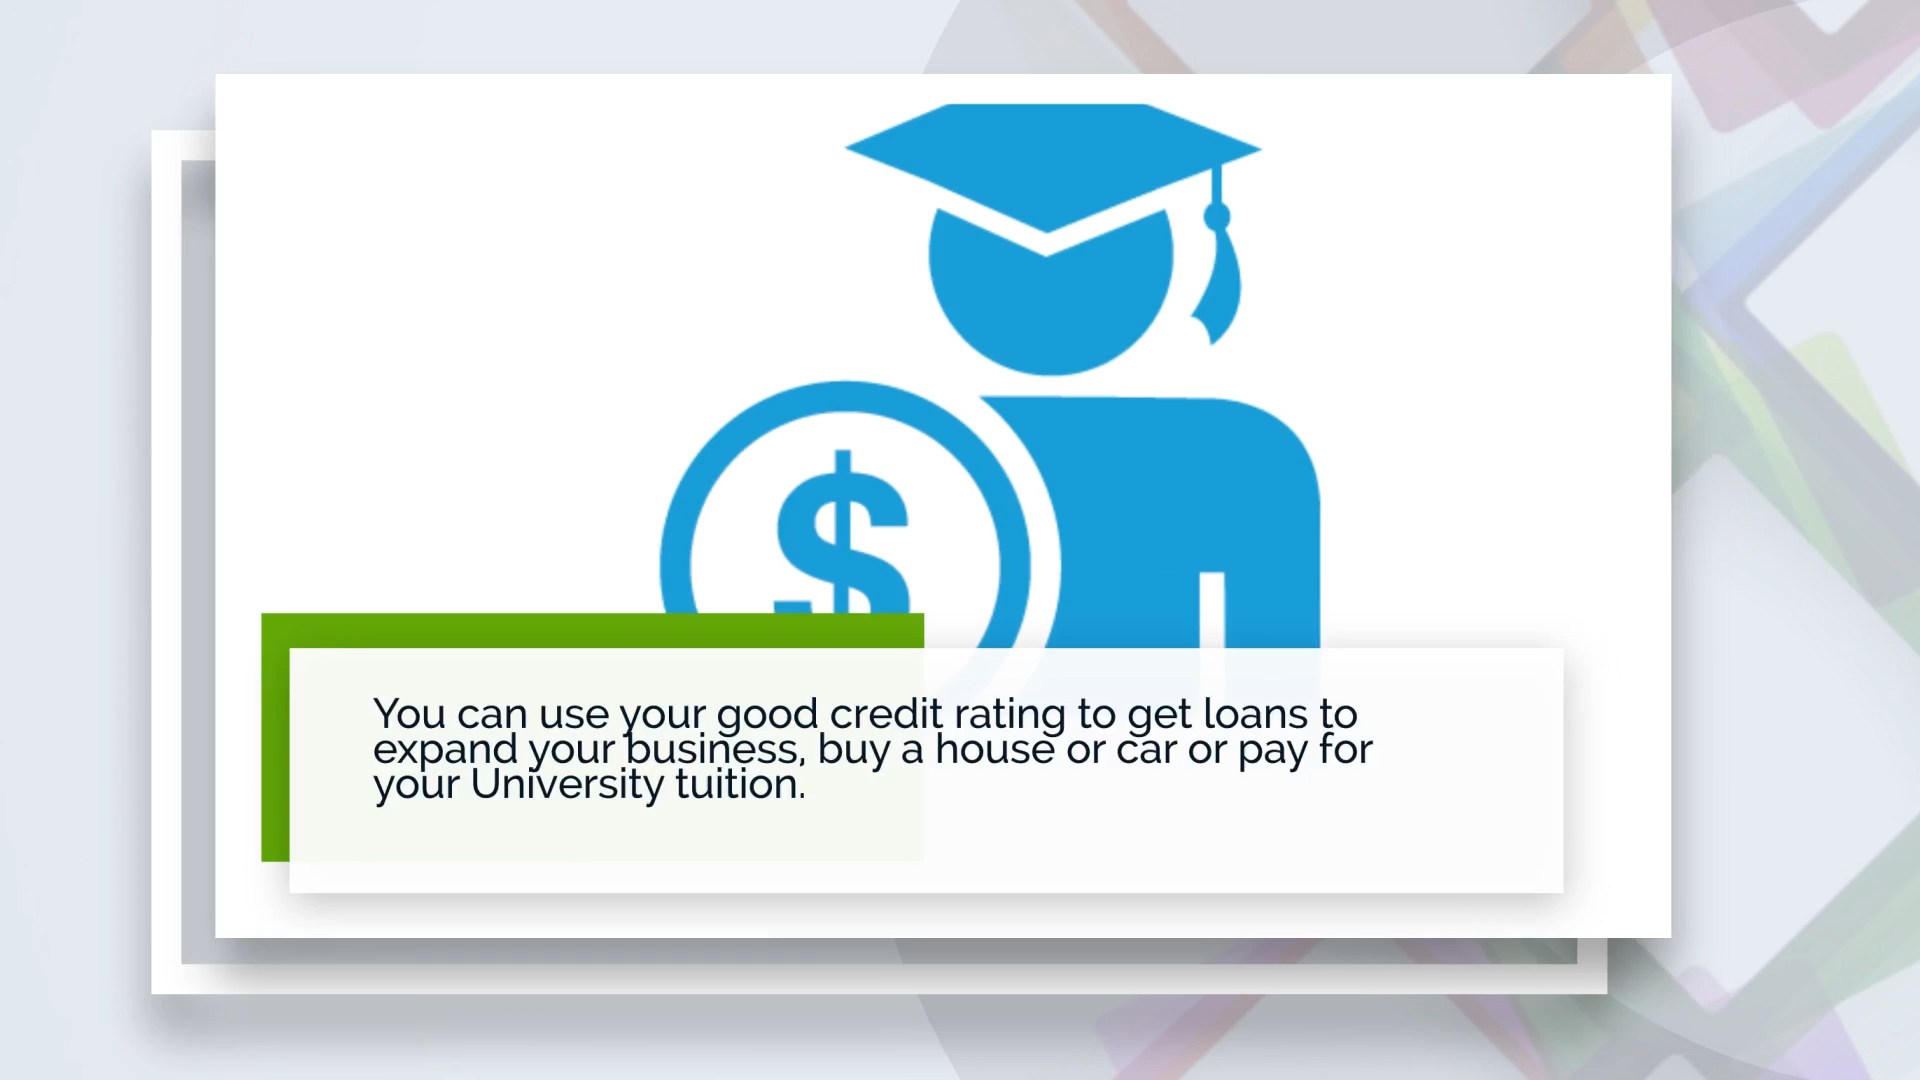 $
You can use your good credit rating to get loans to
expand your business, buy a house or car or pay for
your University tuition.